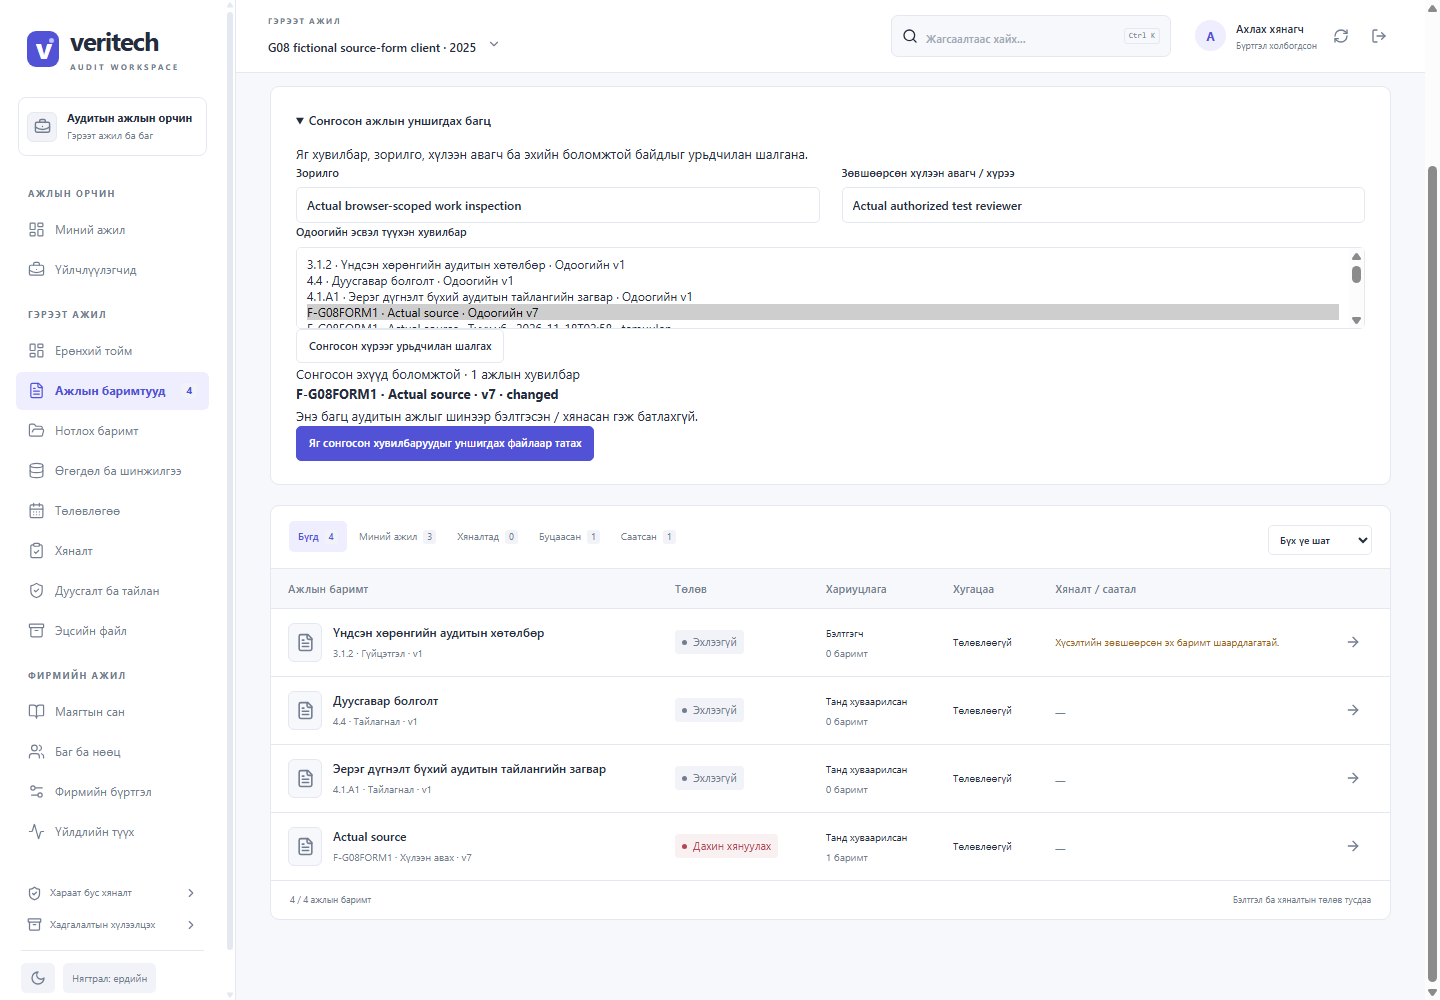 veritech
AUDIT WORKSPACE
Аудитын ажлын орчин
Гэрээт ажил ба баг
АЖЛЫН ОРЧИН
Миний ажил
Үйлчлүүлэгчид
ГЭРЭЭТ АЖИЛ
Ерөнхий тойм
Ажлын баримтууд 4
Нотлох баримт
Өгөгдөл ба шинжилгээ
Төлөвлөгөө
Хяналт
Дуусгалт ба тайлан
Эцсийн файл
ФИРМИЙН АЖИЛ
Маягтын сан
Баг ба нөөц
Фирмийн бүртгэл
Үйлдлийн түүх
Хараат бус хяналт
Хадгалалтын хүлээлцэх
Нягтрал: ердийн
ГЭРЭЭТ АЖИЛ
G08 fictional source-form client · 2025
Жагсаалтаас хайх... Ctrl K
А
Ахлах хянагч
Бүртгэл холбогдсон
▼ Сонгосон ажлын уншигдах багц
Яг хувилбар, зорилго, хүлээн авагч ба эхийн боломжтой байдлыг урьдчилан шалгана.
Зорилго
Actual browser-scoped work inspection
Зөвшөөрсөн хүлээн авагч / хүрээ
Actual authorized test reviewer
Одоогийн эсвэл түүхэн хувилбар
3.1.2 · Үндсэн хөрөнгийн аудитын хөтөлбөр · Одоогийн v1
4.4 · Дуусгавар болголт · Одоогийн v1
4.1.A1 · Зерэг дүгнэлт бүхий аудитын тайлангийн загвар · Одоогийн v1
F-G08FORM1 · Actual source · Одоогийн v7
Сонгосон хүрээг урьдчилан шалгах
Сонгосон эхүүд боломжтой · 1 ажлын хувилбар
F-G08FORM1 · Actual source · v7 · changed
Энэ багц аудитын ажлыг шинээр бэлтгэсэн / хянасан гэж батлахгүй.
Яг сонгосон хувилбаруудыг уншигдах файлаар татах
Бүгд 4 Миний ажил 3 Хяналтад 0 Буцаасан 1 Саатсан 1
Бүх үе шат
Ажлын баримт Төлөв Хариуцлага Хугацаа Хяналт / саатал
Үндсэн хөрөнгийн аудитын хөтөлбөр
3.1.2 · Гүйцэтгэл · v1
Эхлээгүй
Бэлтгэгч
0 баримт
Төлөвлөөгүй
Хүсэлтийн зөвшөөрсөн эх баримт шаардлагатай.
Дуусгавар болголт
4.4 · Тайлагнал · v1
Эхлээгүй
Танд хуваарилсан
0 баримт
Төлөвлөөгүй
—
Зерэг дүгнэлт бүхий аудитын тайлангийн загвар
4.1.A1 · Тайлагнал · v1
Эхлээгүй
Танд хуваарилсан
0 баримт
Төлөвлөөгүй
—
Actual source
F-G08FORM1 · Хүлээн авах · v7
Дахин хянуулах
Танд хуваарилсан
1 баримт
Төлөвлөөгүй
—
4 / 4 ажлын баримт
Бэлтгэл ба хяналтын төлөв тусдаа